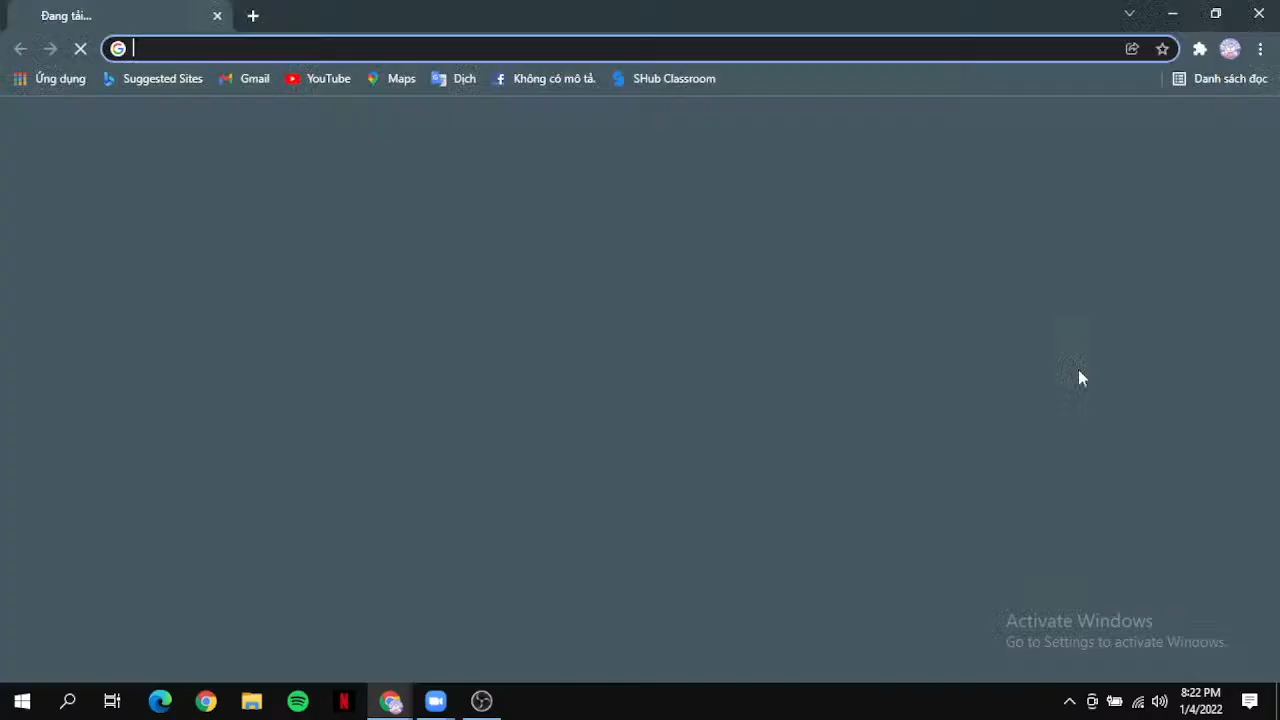 Đang tải...
Ứng dụng Suggested Sites Gmail YouTube Maps Dịch Không có mô tả. SHub Classroom Danh sách đọc
Activate Windows
Go to Settings to activate Windows.
8:22 PM
1/4/2022